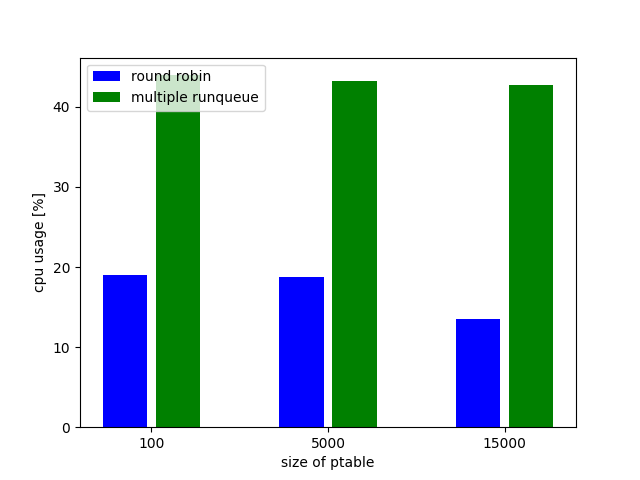 round robin
multiple runqueue
cpu usage [%]
40
30
20
10
0
100 5000 15000
size of ptable